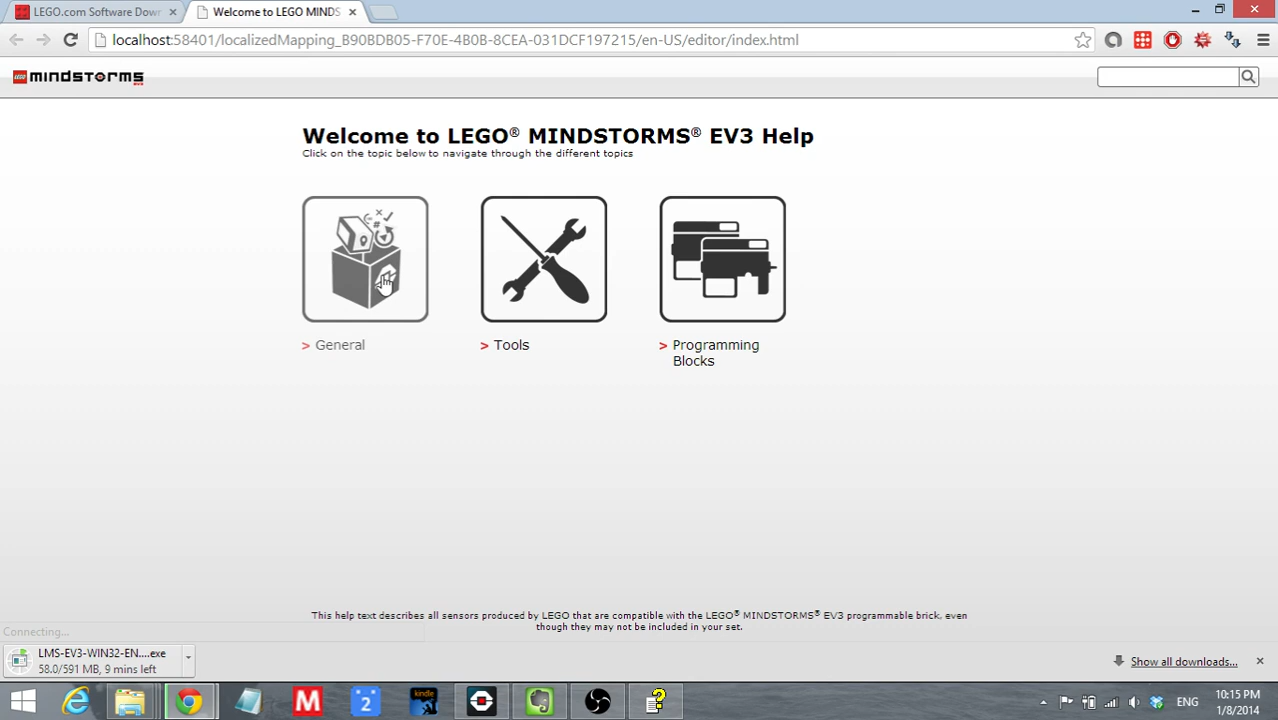 LEGO.com Software Down
Welcome to LEGO MINDS
localhost:58401/localizedMapping_B90BDB05-F70E-4B0B-8CEA-031DCF197215/en-US/editor/index.html
LEGO mindstorms
Welcome to LEGO® MINDSTORMS® EV3 Help
Click on the topic below to navigate through the different topics
> General
> Tools
> Programming
Blocks
This help text describes all sensors produced by LEGO that are compatible with the LEGO® MINDSTORMS® EV3 programmable brick, even
though they may not be included in your set.
Connecting...
LMS-EV3-WIN32-EN....exe
58.0/591 MB, 9 mins left
Show all downloads...
M
2
kindle
ENG
10:15 PM
1/8/2014